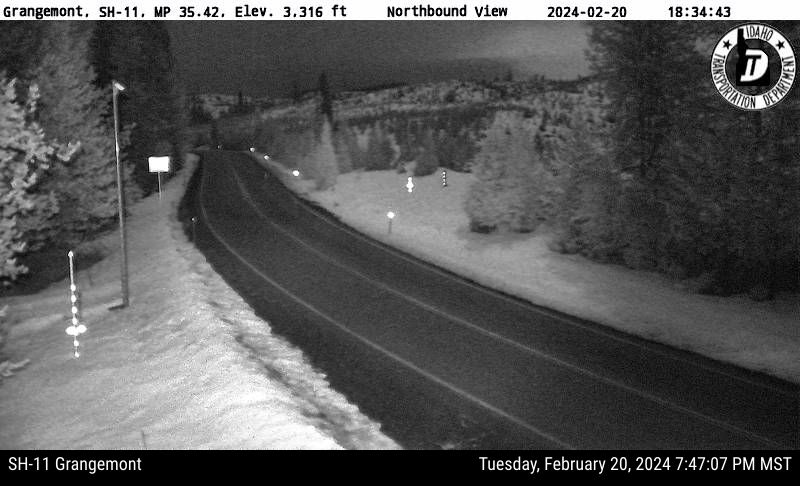 Grangemont, SH-11, MP 35.42, Elev. 3,316 ft Northbound View 2024-02-20 18:34:43
IDAHO
TRANSPORTATION DEPARTMENT
SH-11 Grangemont Tuesday, February 20, 2024 7:47:07 PM MST